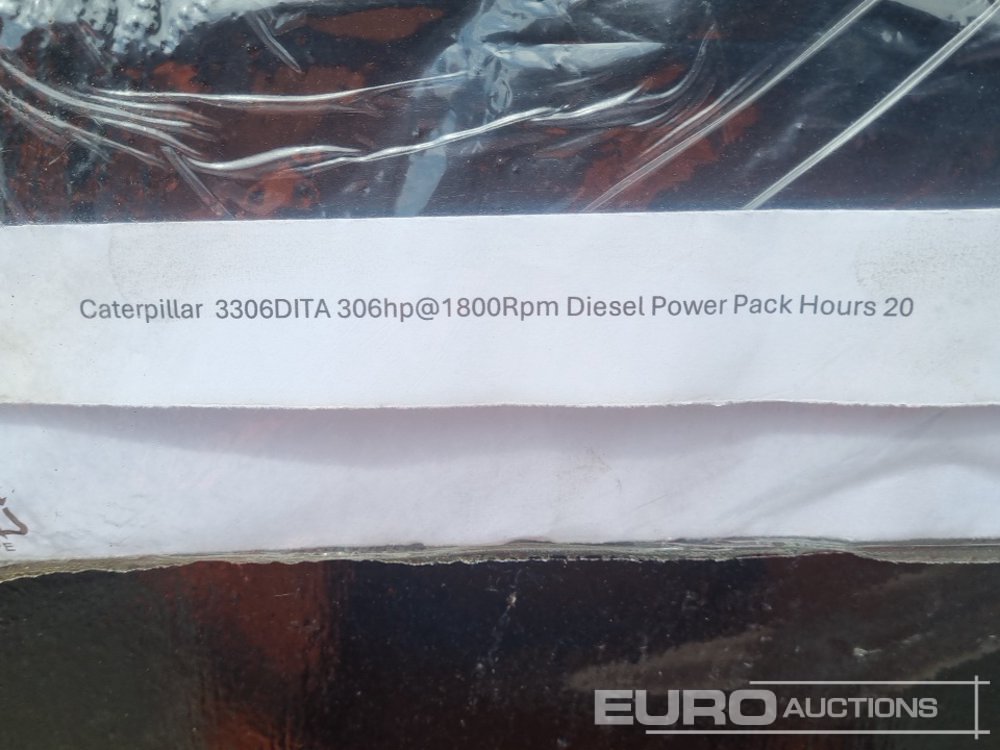 Caterpillar 3306DITA 306hp@1800Rpm Diesel Power Pack Hours 20
EURO AUCTIONS